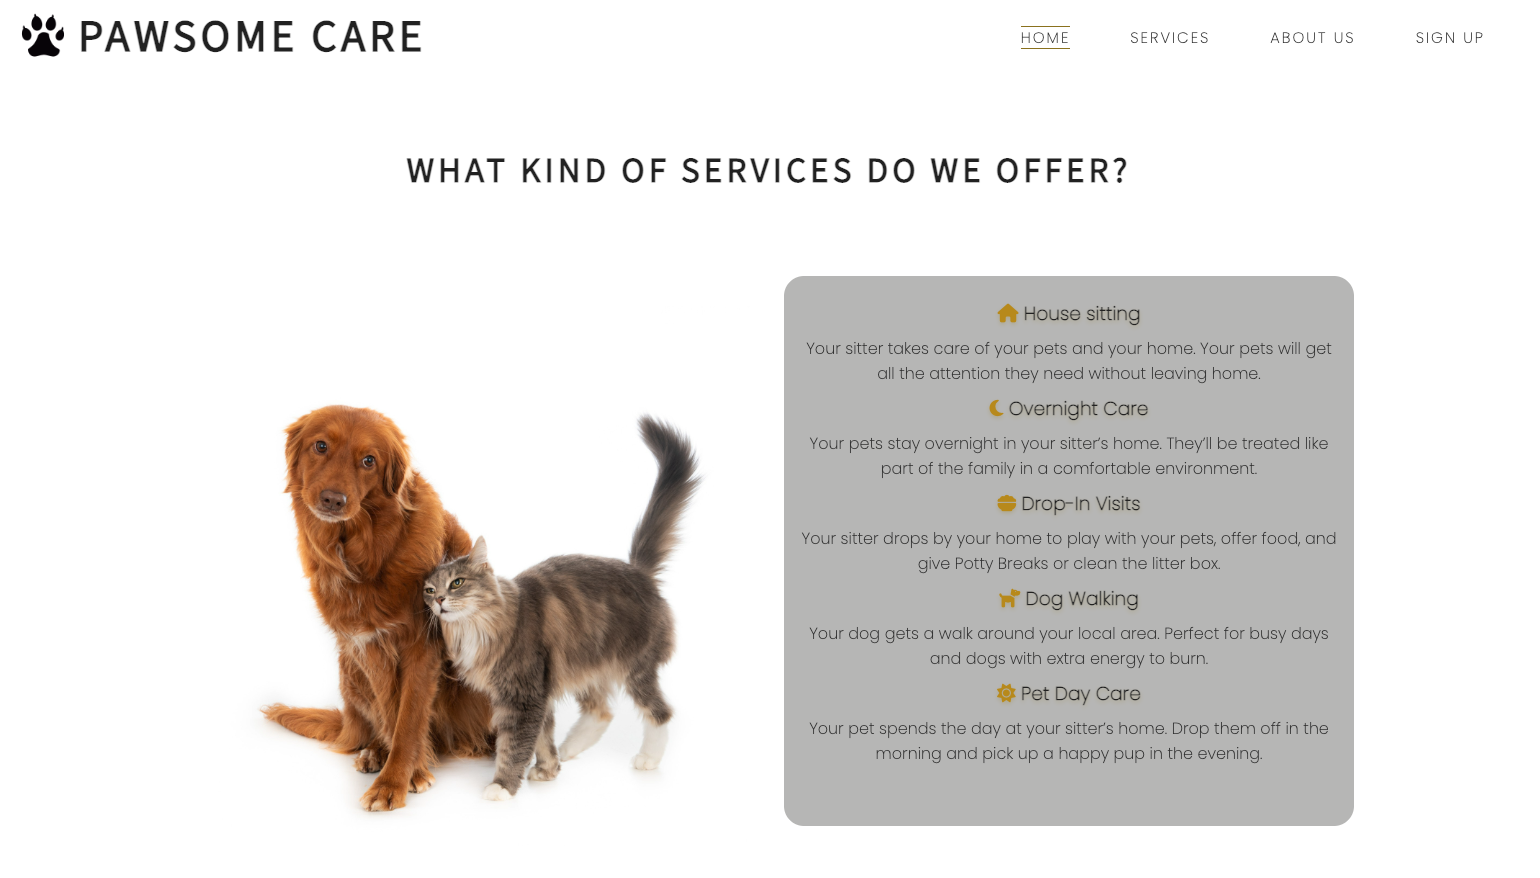 PAWSOME CARE
HOME
SERVICES
ABOUT US
SIGN UP
WHAT KIND OF SERVICES DO WE OFFER?
House sitting
Your sitter takes care of your pets and your home. Your pets will get
all the attention they need without leaving home.
Overnight Care
Your pets stay overnight in your sitter’s home. They’ll be treated like
part of the family in a comfortable environment.
Drop-In Visits
Your sitter drops by your home to play with your pets, offer food, and
give Potty Breaks or clean the litter box.
Dog Walking
Your dog gets a walk around your local area. Perfect for busy days
and dogs with extra energy to burn.
Pet Day Care
Your pet spends the day at your sitter’s home. Drop them off in the
morning and pick up a happy pup in the evening.